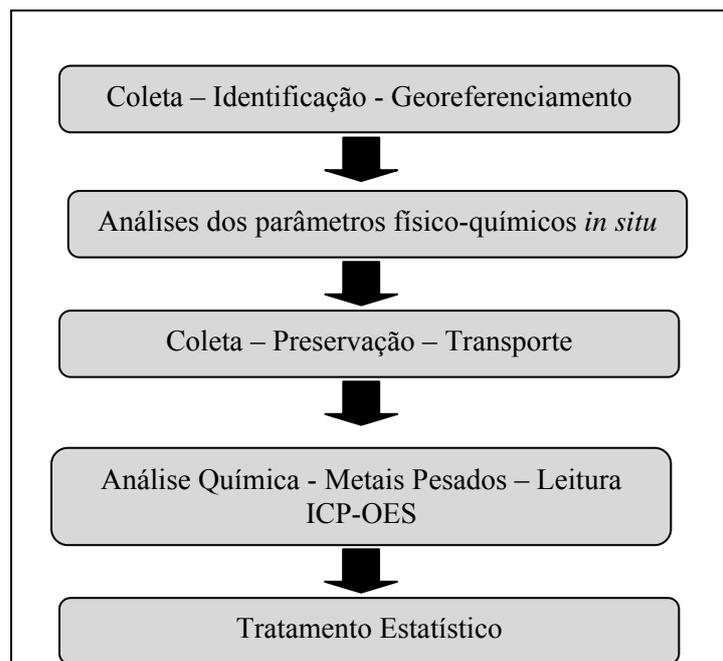 Coleta – Identificação - Georeferenciamento
Análises dos parâmetros físico-químicos in situ
Coleta – Preservação – Transporte
Análise Química - Metais Pesados – Leitura
ICP-OES
Tratamento Estatístico